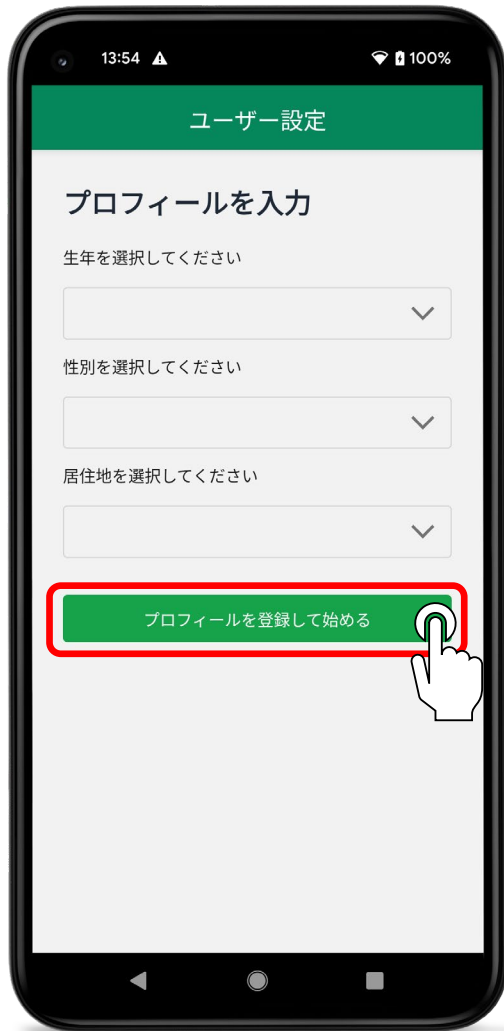 13:54
100%
ユーザー設定
プロフィールを入力
生年を選択してください
性別を選択してください
居住地を選択してください
プロフィールを登録して始める